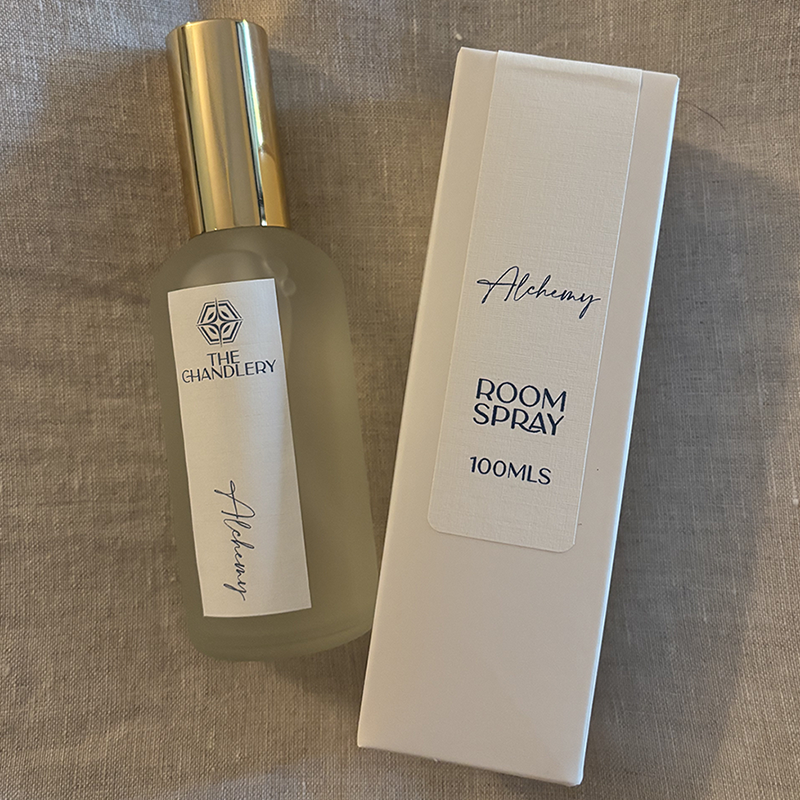 THE
CHANDLERY
Alchemy
Alchemy
ROOM
SPRAY
100MLS